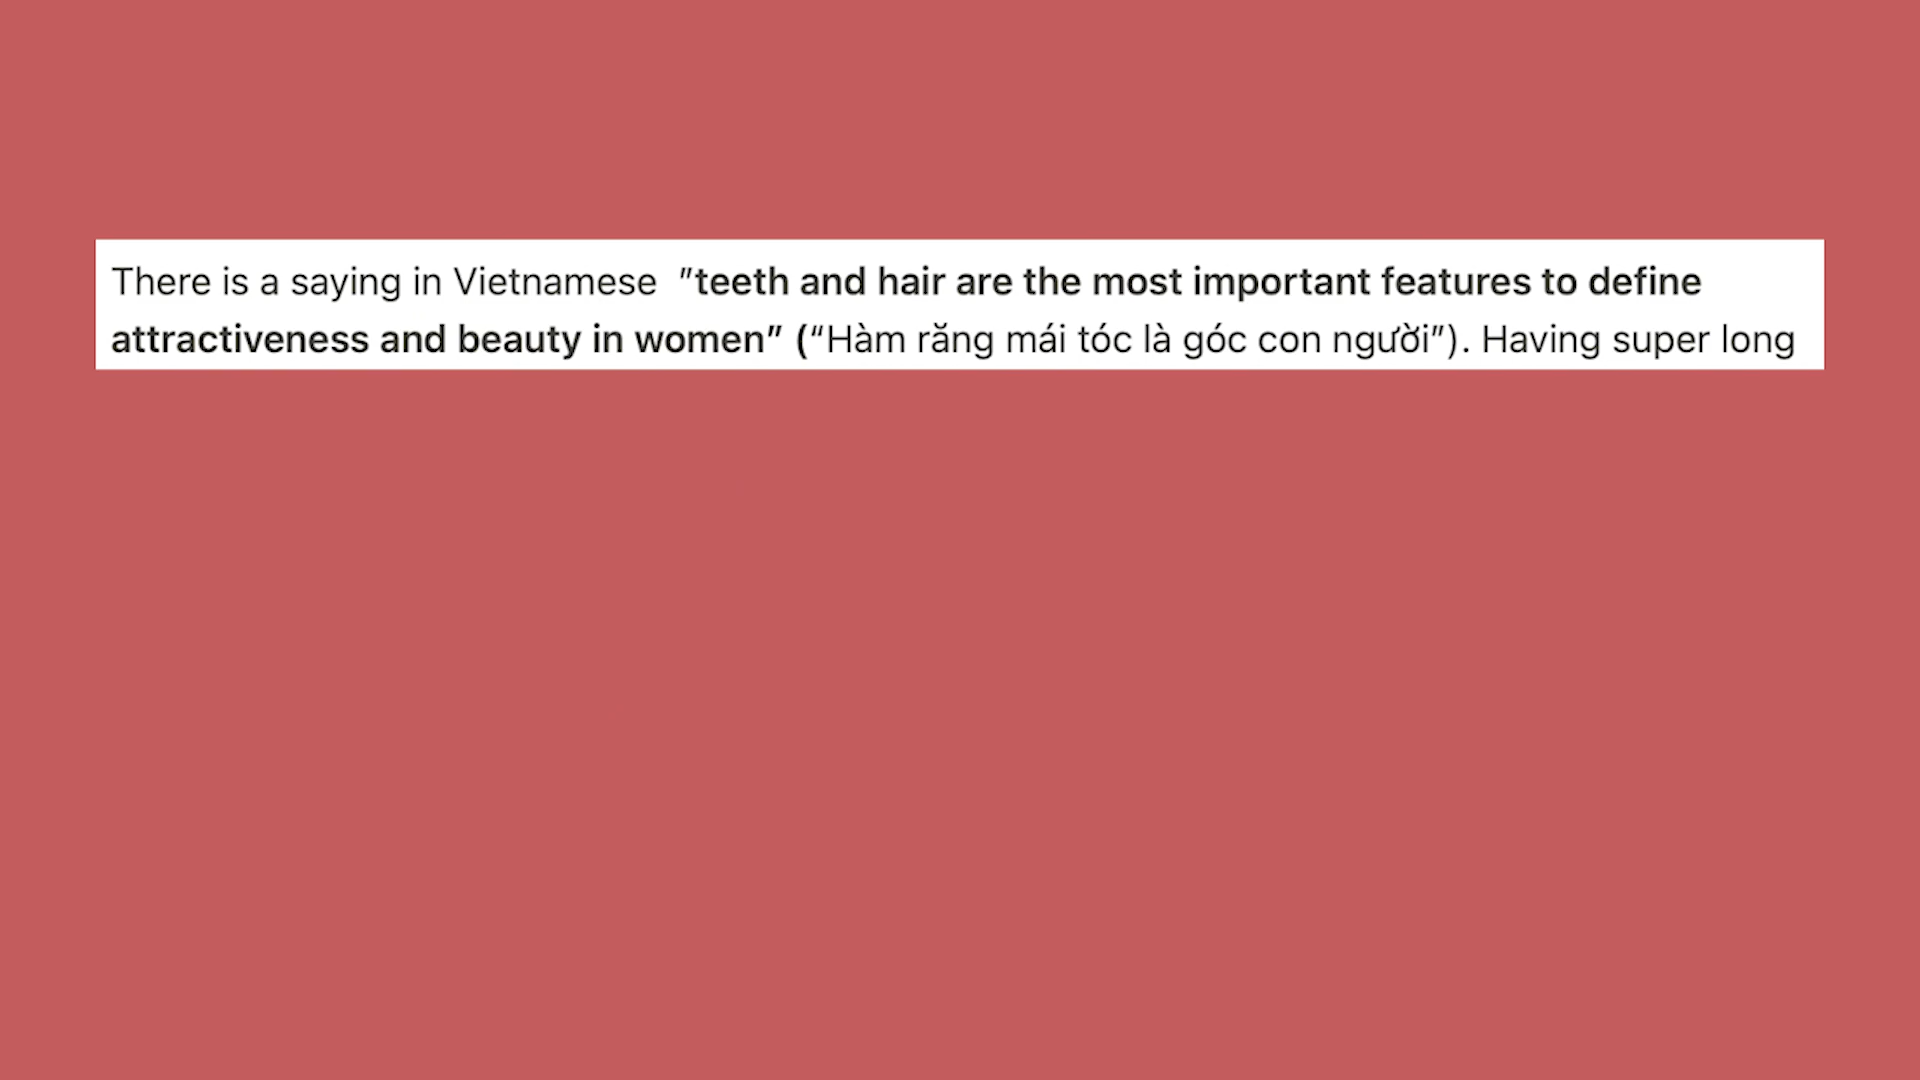 There is a saying in Vietnamese  ″teeth and hair are the most important features to define
attractiveness and beauty in women” (“Hàm răng mái tóc là góc con người”). Having super long